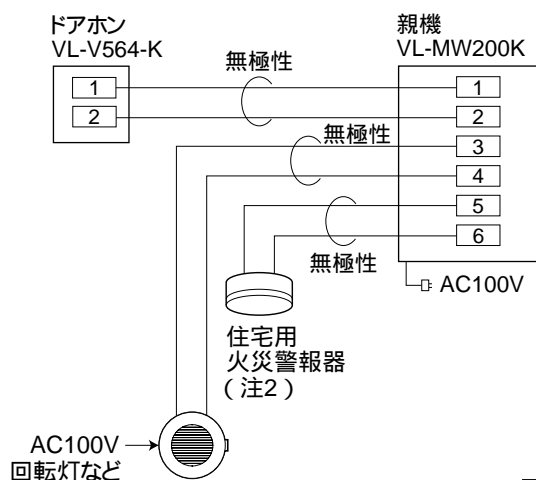 ドアホン
VL-V564-K
親機
VL-MW200K
無極性
1
2
1
2
無極性
3
4
5
6
無極性
AC100V
住宅用
火災警報器
(注2)
AC100V
回転灯など